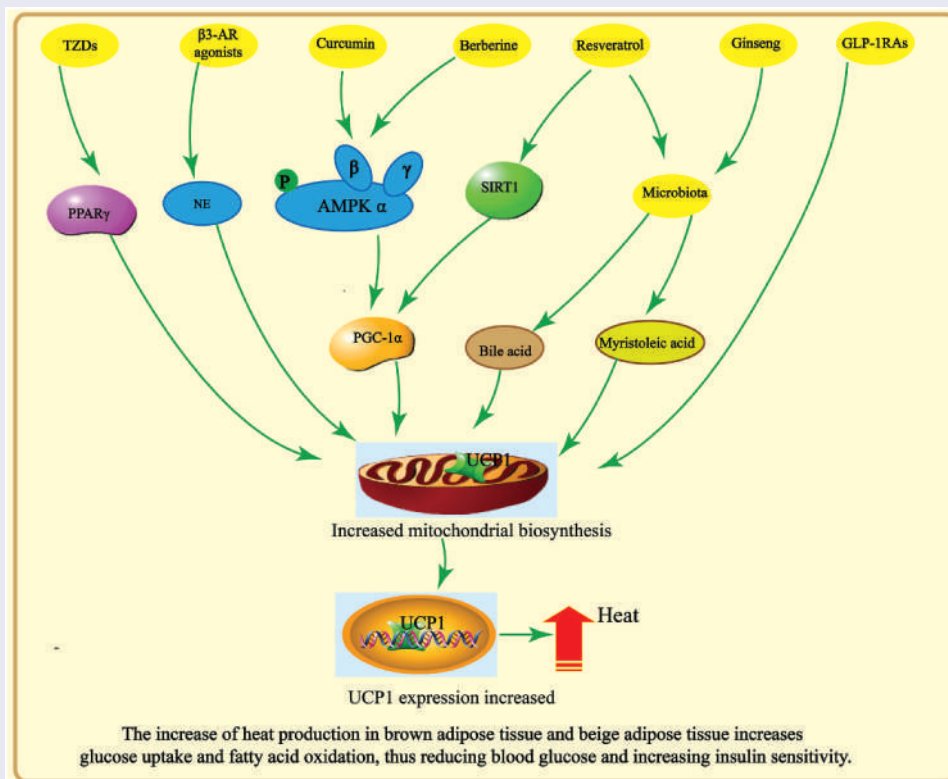 TZDs
β3-AR
agonists
Curcumin
Berberine
Resveratrol
Ginseng
GLP-1RAs
P
β
γ
AMPK α
SIRT1
Microbiota
PPARγ
NE
PGC-1α
Bile acid
Myristoleic acid
UCP1
Increased mitochondrial biosynthesis
UCP1
Heat
UCP1 expression increased
The increase of heat production in brown adipose tissue and beige adipose tissue increases
glucose uptake and fatty acid oxidation, thus reducing blood glucose and increasing insulin sensitivity.